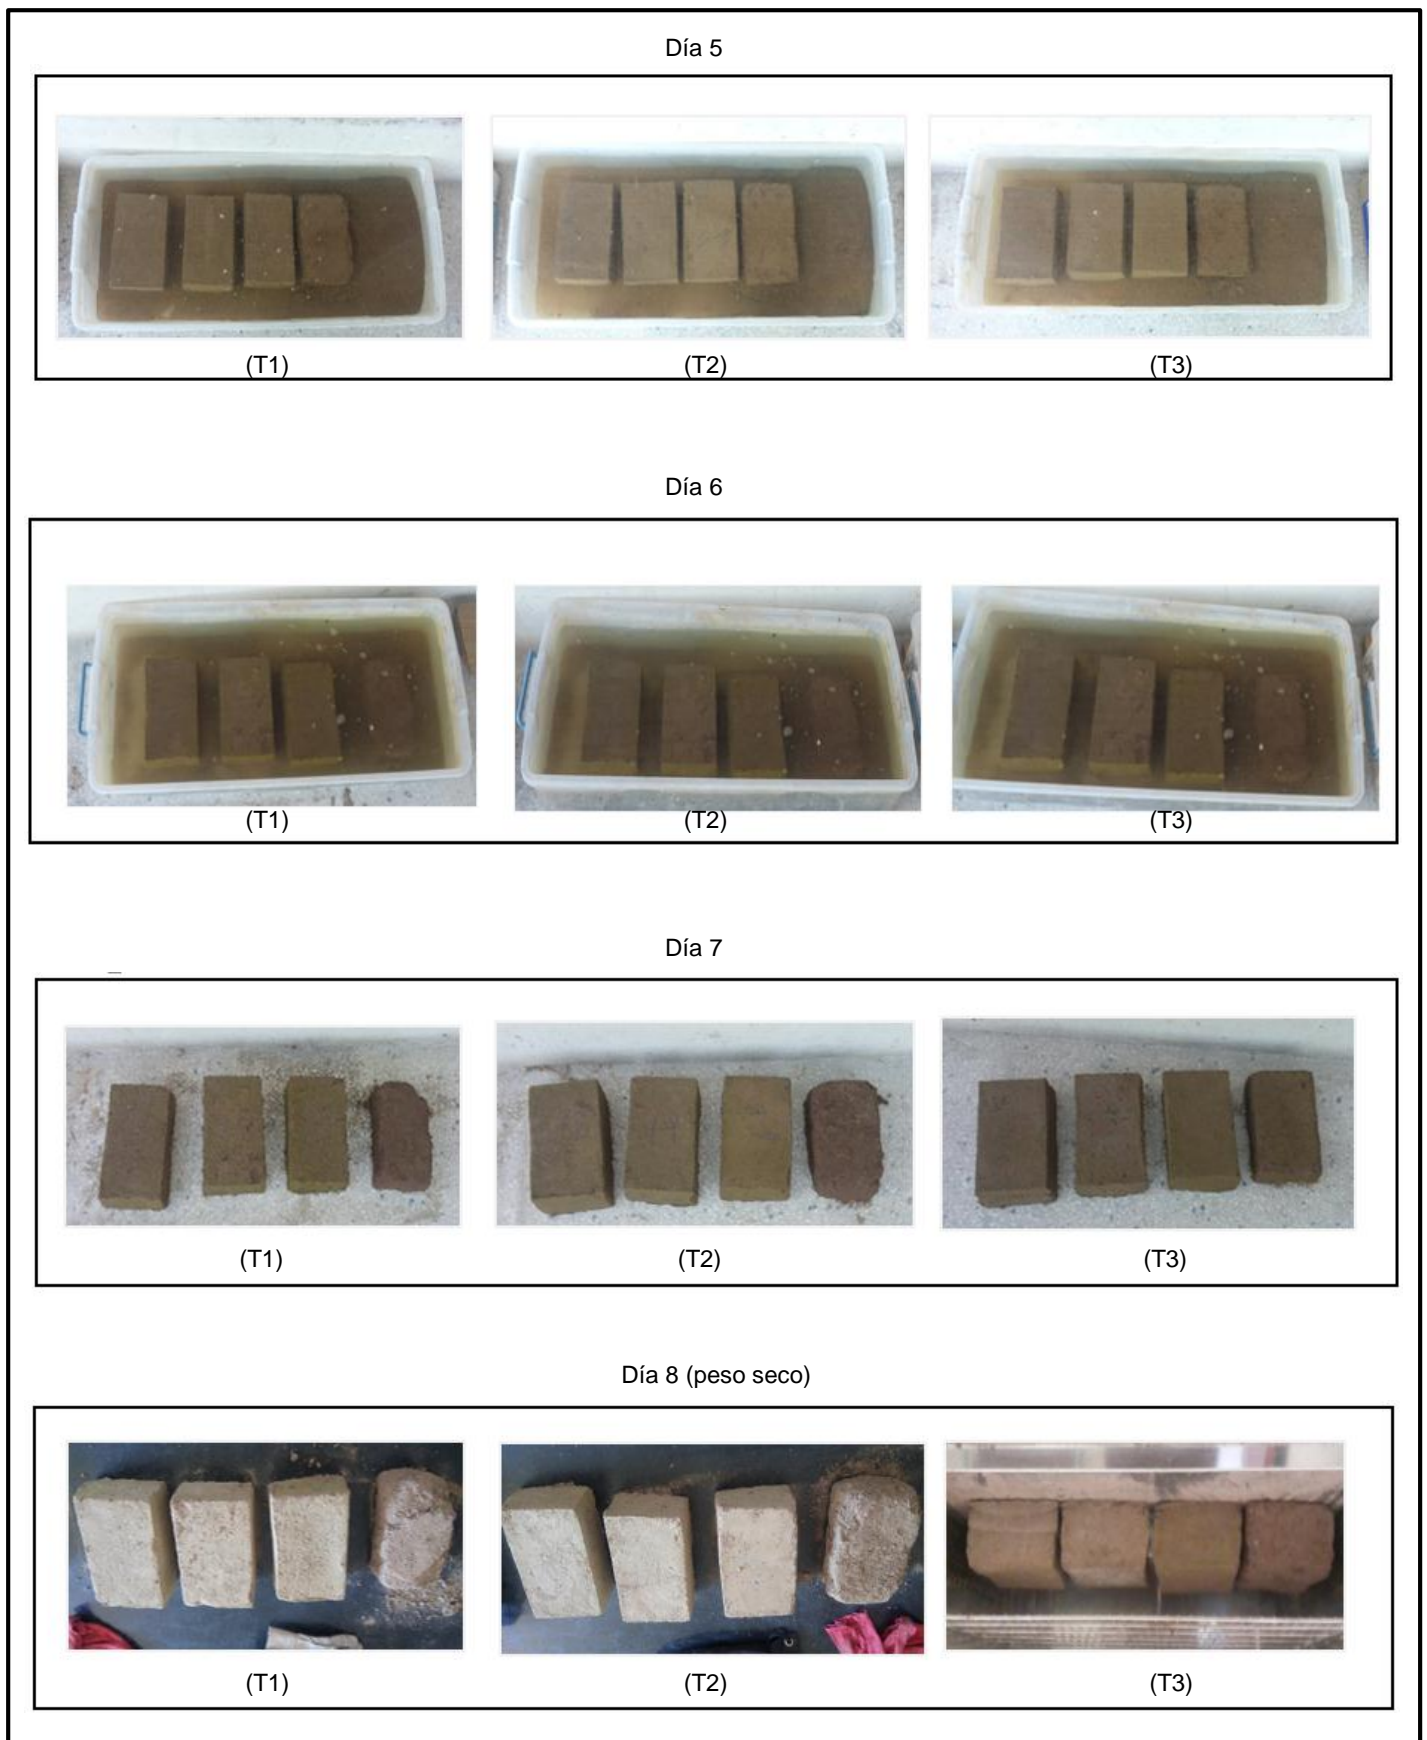 Día 5
(T1) (T2) (T3)
Día 6
(T1) (T2) (T3)
Día 7
(T1) (T2) (T3)
Día 8 (peso seco)
(T1) (T2) (T3)